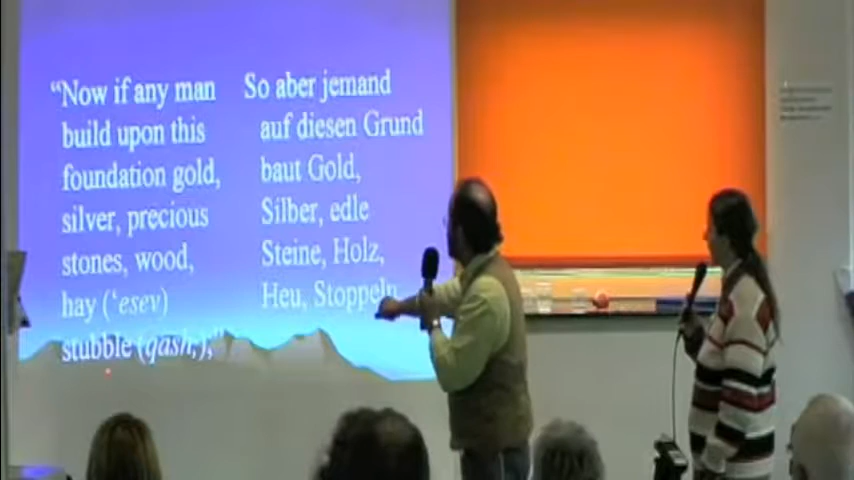 “Now if any man
build upon this
foundation gold,
silver, precious
stones, wood,
hay (‘esev)
stubble (qash,),”
So aber jemand
auf diesen Grund
baut Gold,
Silber, edle
Steine, Holz,
Heu, Stoppeln